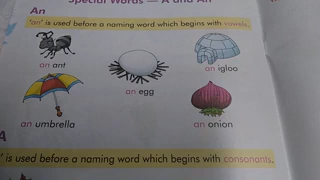 Special Words — A and An
An
'an' is used before a naming word which begins with vowels.
an ant
an igloo
an egg
an umbrella
an onion
A
' is used before a naming word which begins with consonants.